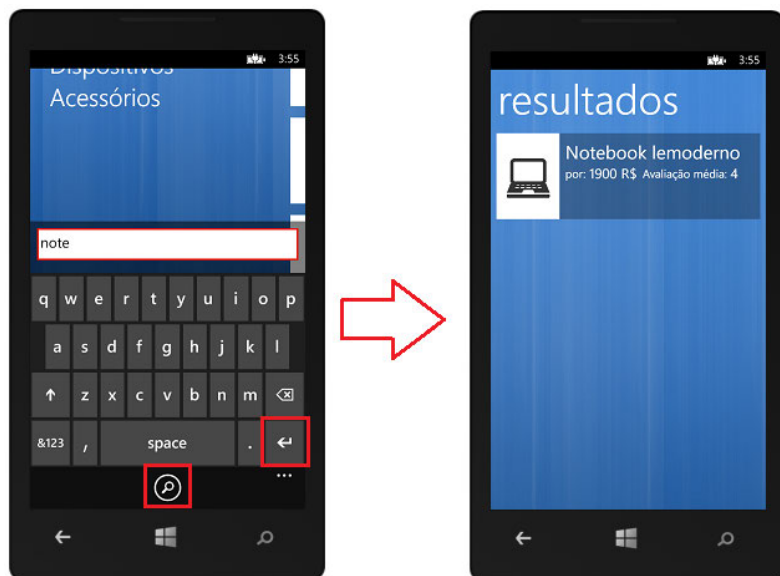 3:55
Dispositivos
Acessórios
note
q w e r t y u i o p
a s d f g h j k l
z x c v b n m
&123 , space .
...
3:55
resultados
Notebook lemoderno
por: 1900 R$ Avaliação média: 4